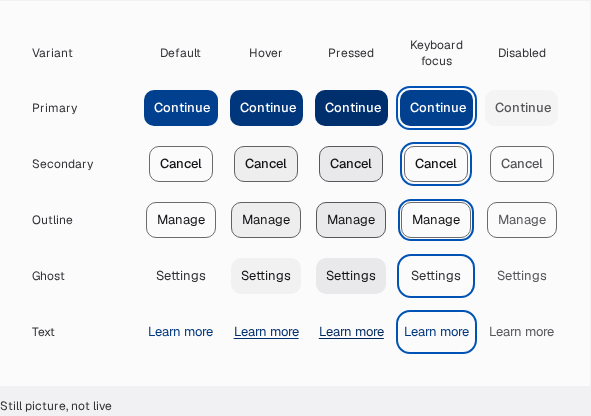 Variant Default Hover Pressed Keyboard focus Disabled
Primary Continue Continue Continue Continue Continue
Secondary Cancel Cancel Cancel Cancel Cancel
Outline Manage Manage Manage Manage Manage
Ghost Settings Settings Settings Settings Settings
Text Learn more Learn more Learn more Learn more Learn more
Still picture, not live